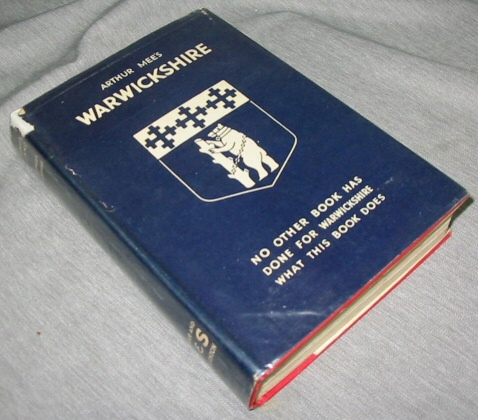 ARTHUR MEE'S
WARWICKSHIRE
NO OTHER BOOK HAS
DONE FOR WARWICKSHIRE
WHAT THIS BOOK DOES